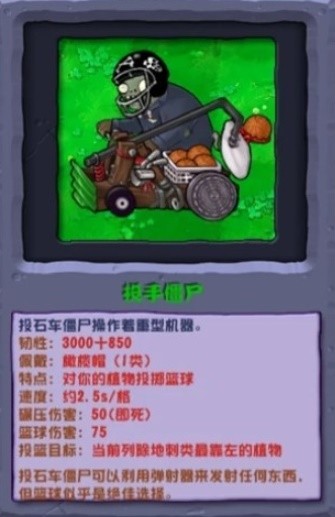 投手僵尸
投石车僵尸操作着重型机器。
韧性：3000+850
佩戴：橄榄帽（1类）
特点：对你的植物投掷篮球
速度：约2.5s/格
碾压伤害：50(即死)
篮球伤害：75
投篮目标：当前列除地刺类最靠左的植物
投石车僵尸可以利用弹射器来发射任何东西，
但篮球似乎是绝佳选择。